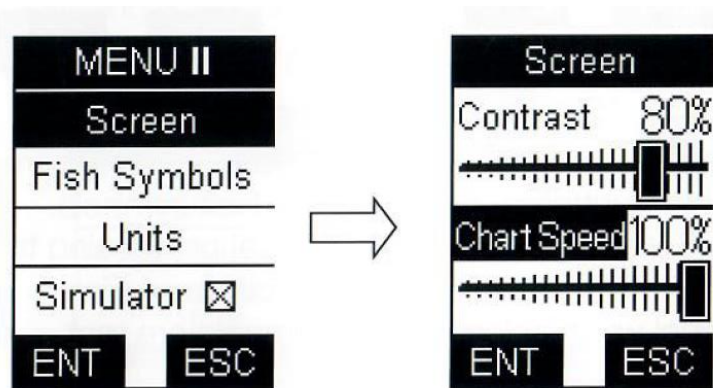 MENU II
Screen
Fish Symbols
Units
Simulator
ENT ESC
Screen
Contrast 80%
Chart Speed 100%
ENT ESC